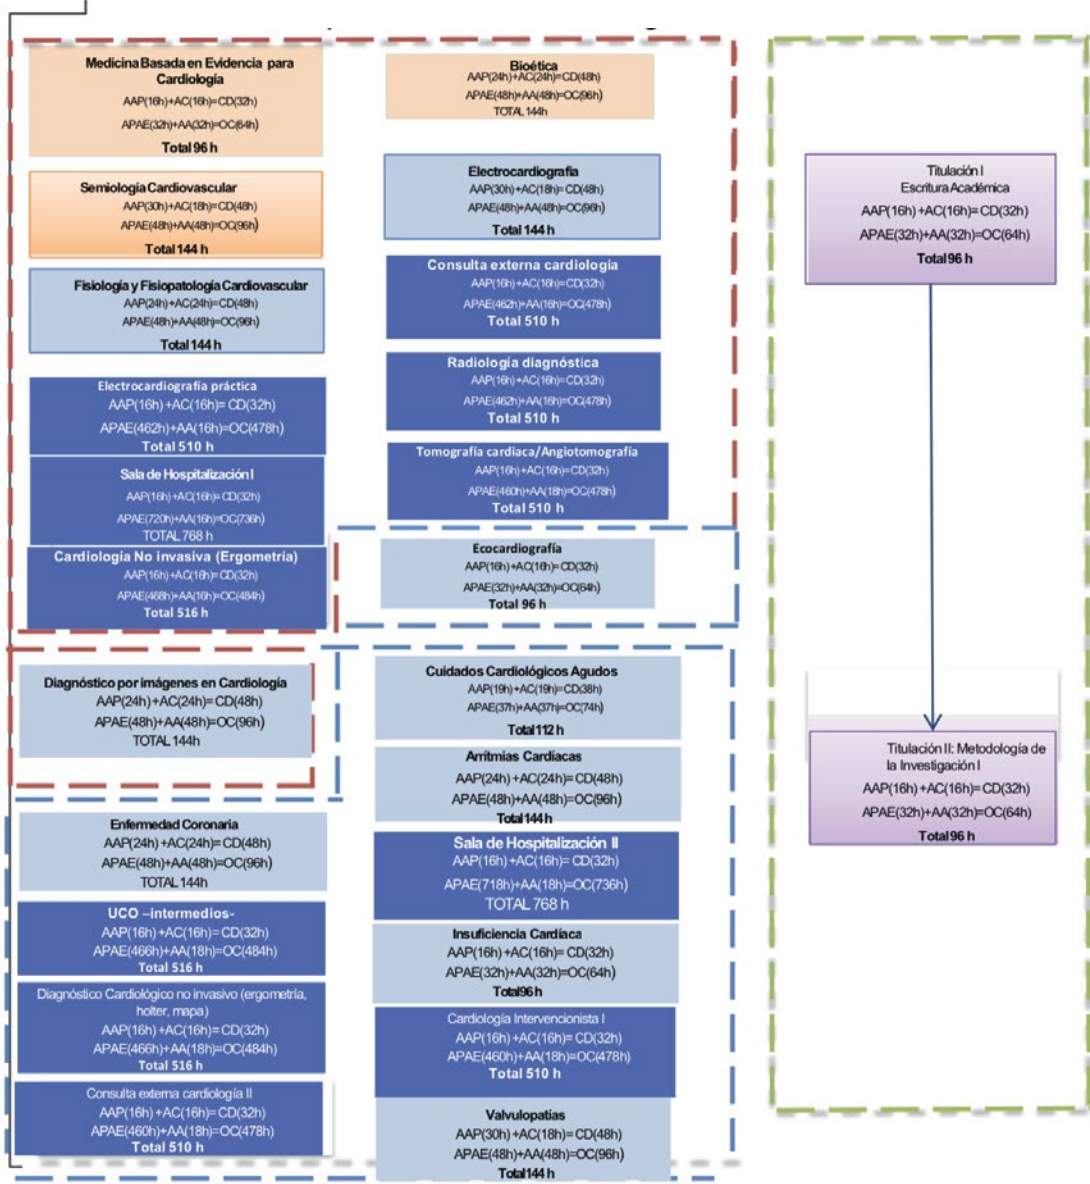 Medicina Basada en Evidencia para
Cardiología
AAP(16h)+AC(16h)=CD(32h)
APAE(32h)+AA(32h)=OC(64h)
Total 96 h
Semiología Cardiovascular
AAP(30h)+AC(18h)=CD(48h)
APAE(48h)+AA(48h)=OC(96h)
Total 144 h
Fisiología y Fisiopatología Cardiovascular
AAP(24h)+AC(24h)=CD(48h)
APAE(48h)+AA(48h)=OC(96h)
Total 144 h
Electrocardiografía práctica
AAP(16h)+AC(16h)=CD(32h)
APAE(462h)+AA(16h)=OC(478h)
Total 510 h
Sala de Hospitalización I
AAP(16h)+AC(16h)=CD(32h)
APAE(720h)+AA(16h)=OC(736h)
TOTAL 768 h
Cardiología No invasiva (Ergometría)
AAP(16h)+AC(16h)=CD(32h)
APAE(468h)+AA(16h)=OC(484h)
Total 516 h
Bioética
AAP(24h)+AC(24h)=CD(48h)
APAE(48h)+AA(48h)=OC(96h)
TOTAL 144h
Electrocardiografía
AAP(30h)+AC(18h)=CD(48h)
APAE(48h)+AA(48h)=OC(96h)
Total 144 h
Consulta externa cardiología
AAP(16h)+AC(16h)=CD(32h)
APAE(462h)+AA(16h)=OC(478h)
Total 510 h
Radiología diagnóstica
AAP(16h)+AC(16h)=CD(32h)
APAE(462h)+AA(16h)=OC(478h)
Total 510 h
Tomografía cardiaca/Angiotomografía
AAP(16h)+AC(16h)=CD(32h)
APAE(460h)+AA(18h)=OC(478h)
Total 510 h
Ecocardiografía
AAP(16h)+AC(16h)=CD(32h)
APAE(32h)+AA(32h)=OC(64h)
Total 96 h
Diagnóstico por imágenes en Cardiología
AAP(24h)+AC(24h)=CD(48h)
APAE(48h)+AA(48h)=OC(96h)
TOTAL 144h
Enfermedad Coronaria
AAP(24h)+AC(24h)=CD(48h)
APAE(48h)+AA(48h)=OC(96h)
TOTAL 144h
UCO –intermedios-
AAP(16h)+AC(16h)=CD(32h)
APAE(466h)+AA(18h)=OC(484h)
Total 516 h
Diagnóstico Cardiológico no invasivo (ergometría,
holter, mapa)
AAP(16h)+AC(16h)=CD(32h)
APAE(466h)+AA(18h)=OC(484h)
Total 516 h
Consulta externa cardiología II
AAP(16h)+AC(16h)=CD(32h)
APAE(460h)+AA(18h)=OC(478h)
Total 510 h
Cuidados Cardiológicos Agudos
AAP(19h)+AC(19h)=CD(38h)
APAE(37h)+AA(37h)=OC(74h)
Total 112 h
Arritmias Cardíacas
AAP(24h)+AC(24h)=CD(48h)
APAE(48h)+AA(48h)=OC(96h)
Total 144 h
Sala de Hospitalización II
AAP(16h)+AC(16h)=CD(32h)
APAE(718h)+AA(18h)=OC(736h)
TOTAL 768 h
Insuficiencia Cardíaca
AAP(16h)+AC(16h)=CD(32h)
APAE(32h)+AA(32h)=OC(64h)
Total 96 h
Cardiología Intervencionista I
AAP(16h)+AC(16h)=CD(32h)
APAE(460h)+AA(18h)=OC(478h)
Total 510 h
Valvulopatías
AAP(30h)+AC(18h)=CD(48h)
APAE(48h)+AA(48h)=OC(96h)
Total 144 h
Titulación I
Escritura Académica
AAP(16h)+AC(16h)=CD(32h)
APAE(32h)+AA(32h)=OC(64h)
Total 96 h
Titulación II: Metodología de
la Investigación I
AAP(16h)+AC(16h)=CD(32h)
APAE(32h)+AA(32h)=OC(64h)
Total 96 h